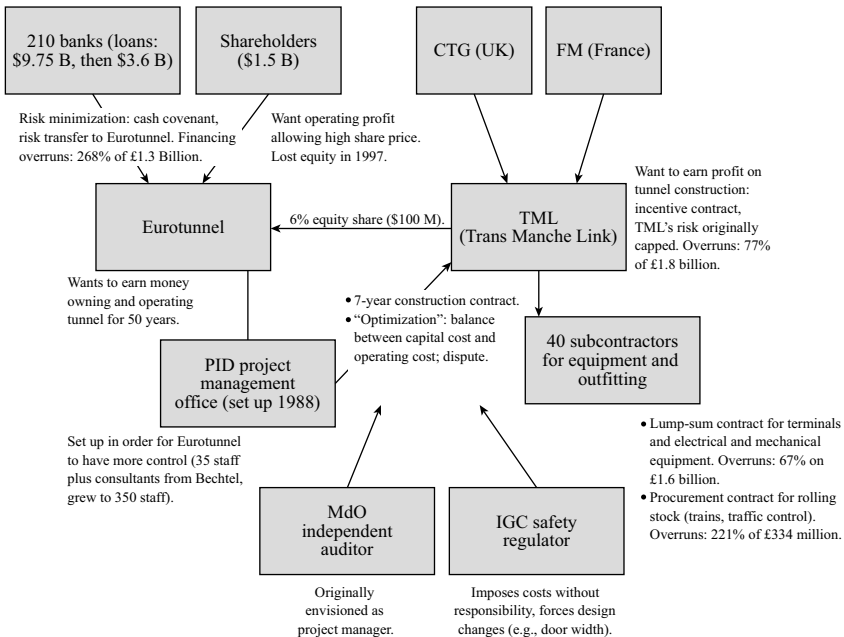 210 banks (loans:
$9.75 B, then $3.6 B)
Shareholders
($1.5 B)
CTG (UK)
FM (France)
Risk minimization: cash covenant,
risk transfer to Eurotunnel. Financing
overruns: 268% of £1.3 Billion.
Want operating profit
allowing high share price.
Lost equity in 1997.
Eurotunnel
6% equity share ($100 M).
TML
(Trans Manche Link)
Want to earn profit on
tunnel construction:
incentive contract,
TML’s risk originally
capped. Overruns: 77%
of £1.8 billion.
Wants to earn money
owning and operating
tunnel for 50 years.
• 7-year construction contract.
• “Optimization”: balance
between capital cost and
operating cost; dispute.
PID project
management
office (set up 1988)
40 subcontractors
for equipment and
outfitting
Set up in order for Eurotunnel
to have more control (35 staff
plus consultants from Bechtel,
grew to 350 staff).
• Lump-sum contract for terminals
and electrical and mechanical
equipment. Overruns: 67% on
£1.6 billion.
• Procurement contract for rolling
stock (trains, traffic control).
Overruns: 221% of £334 million.
MdO
independent
auditor
IGC safety
regulator
Originally
envisioned as
project manager.
Imposes costs without
responsibility, forces design
changes (e.g., door width).